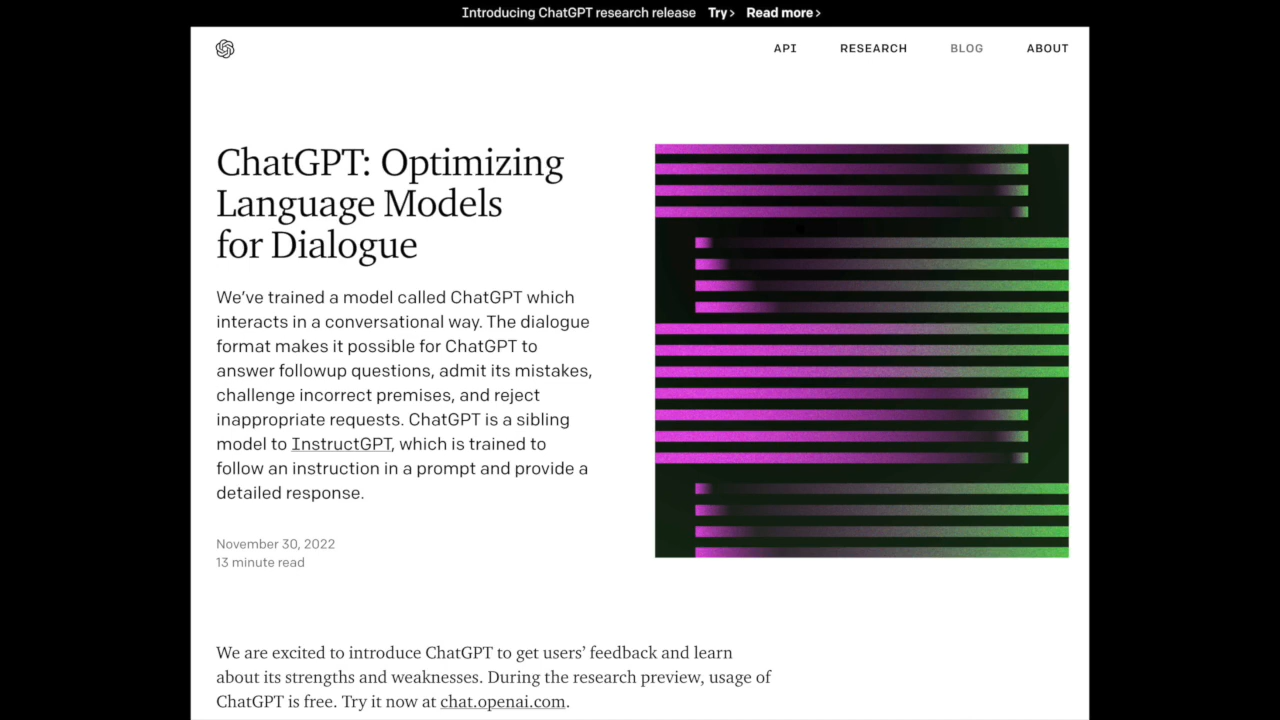 Introducing ChatGPT research release Try › Read more ›
API RESEARCH BLOG ABOUT
ChatGPT: Optimizing
Language Models
for Dialogue
We’ve trained a model called ChatGPT which
interacts in a conversational way. The dialogue
format makes it possible for ChatGPT to
answer followup questions, admit its mistakes,
challenge incorrect premises, and reject
inappropriate requests. ChatGPT is a sibling
model to InstructGPT, which is trained to
follow an instruction in a prompt and provide a
detailed response.
November 30, 2022
13 minute read
We are excited to introduce ChatGPT to get users’ feedback and learn
about its strengths and weaknesses. During the research preview, usage of
ChatGPT is free. Try it now at chat.openai.com.